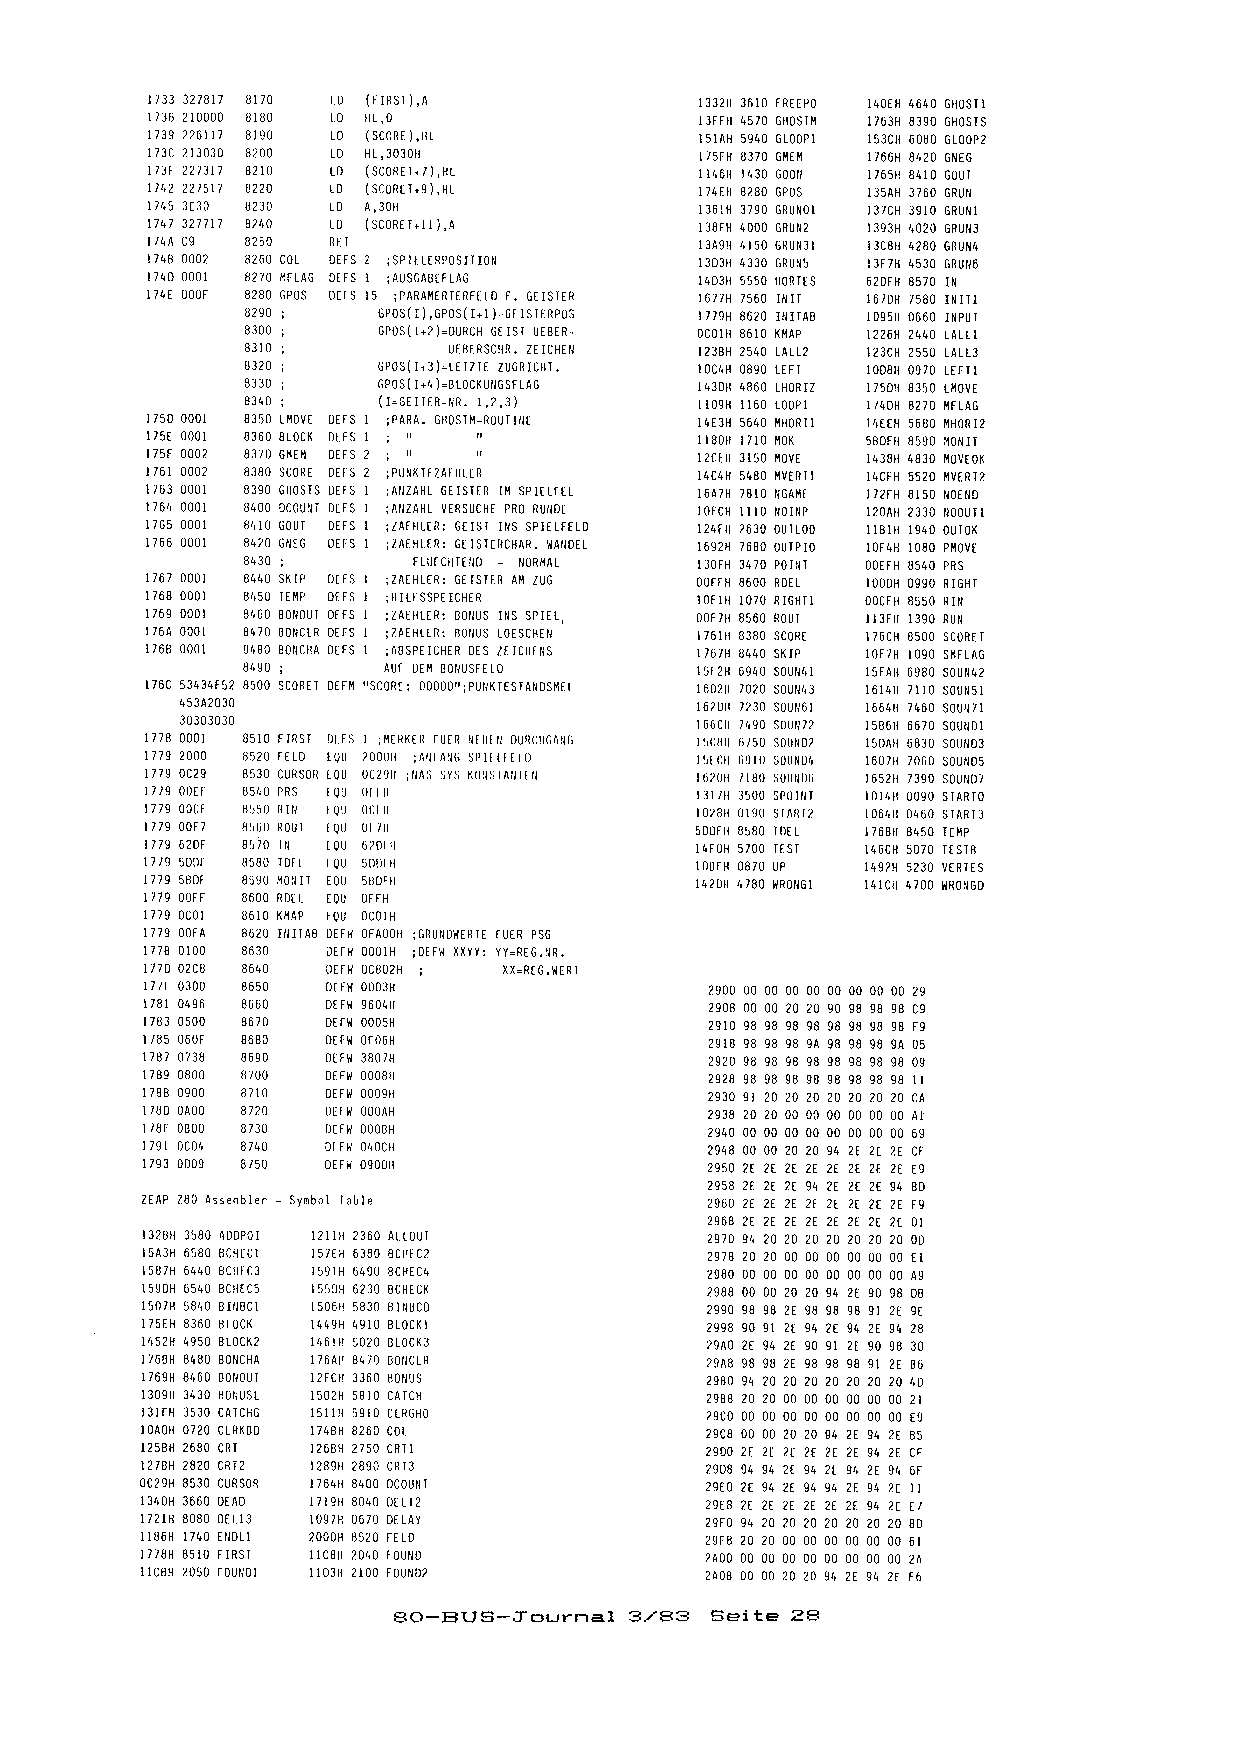 1733 327817 8170 LD (FIRST),A
1736 210000 8180 LD HL,0
1739 226117 8190 LD (SCORE),HL
173C 213030 8200 LD HL,3030H
173F 227317 8210 LD (SCORET+7),HL
1742 227517 8220 LD (SCORET+9),HL
1745 3E30 8230 LD A,30H
1747 327717 8240 LD (SCORET+11),A
174A C9 8250 RET
174B 0002 8260 COL DEFS 2 ;SPIELERPOSITION
174D 0001 8270 MFLAG DEFS 1 ;AUSGABEFLAG
174E 000F 8280 GPOS DEFS 15 ;PARAMERTERFELD F. GEISTER
8290 ; GPOS(I),GPOS(I+1)-GEISTERPOS
8300 ; GPOS(I+2)=DURCH GEIST UEBER-
8310 ; UEBERSCHR. ZEICHEN
8320 ; GPOS(I+3)=LETZTE ZUGRICHT.
8330 ; GPOS(I+4)=BLOCKUNGSFLAG
8340 ; (I=GEITER-NR. 1,2,3)
175D 0001 8350 LMOVE DEFS 1 ;PARA. GHOSTM-ROUTINE
175E 0001 8360 BLOCK DEFS 1 ; " "
175F 0002 8370 GMEM DEFS 2 ; " "
1761 0002 8380 SCORE DEFS 2 ;PUNKTEZAEHLER
1763 0001 8390 GHOSTS DEFS 1 ;ANZAHL GEISTER IM SPIELFEL
1764 0001 8400 DCOUNT DEFS 1 ;ANZAHL VERSUCHE PRO RUNDE
1765 0001 8410 GOUT DEFS 1 ;ZAEHLER: GEIST INS SPIELFELD
1766 0001 8420 GNEG DEFS 1 ;ZAEHLER: GEISTERCHAR. WANDEL
8430 ; FLUECHTEND - NORMAL
1767 0001 8440 SKIP DEFS 1 ;ZAEHLER: GEISTER AM ZUG
1768 0001 8450 TEMP DEFS 1 ;HILFSSPEICHER
1769 0001 8460 BONOUT DEFS 1 ;ZAEHLER: BONUS INS SPIEL,
176A 0001 8470 BONCLR DEFS 1 ;ZAEHLER: BONUS LOESCHEN
176B 0001 8480 BONCHA DEFS 1 ;ABSPEICHER DES ZEICHENS
8490 ; AUF DEM BONUSFELD
176C 53434F52 8500 SCORET DEFM "SCORE: 00000";PUNKTESTANDSMEL
453A2030
30303030
1778 0001 8510 FIRST DEFS 1 ;MERKER FUER NEUEN DURCHGANG
1779 2000 8520 FELD EQU 2000H ;ANFANG SPIELFELD
1779 0C29 8530 CURSOR EQU 0C29H ;NAS SYS KONSTANTEN
1779 00EF 8540 PRS EQU 0EFH
1779 00CF 8550 RIN EQU 0CFH
1779 00F7 8560 ROUT EQU 0F7H
1779 62DF 8570 IN EQU 62DFH
1779 5DDF 8580 TDEL EQU 5DDFH
1779 5BDF 8590 MONIT EQU 5BDFH
1779 00FF 8600 RDEL EQU 0FFH
1779 0C01 8610 KMAP EQU 0C01H
1779 00FA 8620 INITAB DEFW 0FA00H ;GRUNDWERTE FUER PSG
177B 0100 8630 DEFW 0001H ;DEFW XXYY: YY=REG.NR.
177D 02C8 8640 DEFW 0C802H ; XX=REG.WERT
177F 0300 8650 DEFW 0003H
1781 0496 8660 DEFW 9604H
1783 0500 8670 DEFW 0005H
1785 060F 8680 DEFW 0F06H
1787 0738 8690 DEFW 3807H
1789 0800 8700 DEFW 0008H
178B 0900 8710 DEFW 0009H
178D 0A00 8720 DEFW 000AH
178F 0B00 8730 DEFW 000BH
1791 0C04 8740 DEFW 040CH
1793 0D09 8750 DEFW 090DH
ZEAP Z80 Assembler - Symbol Table
132BH 3580 ADDPOI 1211H 2360 ALLOUT
15A3H 6580 BCHEC1 157EH 6380 BCHEC2
1587H 6440 BCHEC3 1591H 6490 BCHEC4
159DH 6540 BCHEC5 1559H 6230 BCHECK
1507H 5840 BINBC1 1506H 5830 BINBCD
175EH 8360 BLOCK 1449H 4910 BLOCK1
1452H 4950 BLOCK2 1461H 5020 BLOCK3
176BH 8480 BONCHA 176AH 8470 BONCLR
1769H 8460 BONOUT 12FCH 3360 BONUS
1309H 3430 BONUSL 1502H 5810 CATCH
131FH 3530 CATCHG 1511H 5910 CLRGHO
10A0H 0720 CLRKBD 174BH 8260 COL
125BH 2680 CRT 126BH 2750 CRT1
127BH 2820 CRT2 1289H 2890 CRT3
0C29H 8530 CURSOR 1764H 8400 DCOUNT
1340H 3660 DEAD 1719H 8040 DEL12
1721H 8080 DEL13 1097H 0670 DELAY
1186H 1740 ENDL1 2000H 8520 FELD
1778H 8510 FIRST 11C8H 2040 FOUND
11CBH 2050 FOUND1 11D3H 2100 FOUND2
1332H 3610 FREEPO 140EH 4640 GHOST1
13FFH 4570 GHOSTM 1763H 8390 GHOSTS
151AH 5940 GLOOP1 153CH 6080 GLOOP2
175FH 8370 GMEM 1766H 8420 GNEG
1146H 1430 GOON 1765H 8410 GOUT
174EH 8280 GPOS 135AH 3760 GRUN
1361H 3790 GRUN01 137CH 3910 GRUN1
138FH 4000 GRUN2 1393H 4020 GRUN3
13A9H 4150 GRUN31 13C8H 4280 GRUN4
13D3H 4330 GRUN5 13F7H 4530 GRUN6
14D3H 5550 HORTES 62DFH 8570 IN
1677H 7560 INIT 167DH 7580 INIT1
1779H 8620 INITAB 1095H 0660 INPUT
0C01H 8610 KMAP 1226H 2440 LALL1
123BH 2540 LALL2 123CH 2550 LALL3
10C4H 0890 LEFT 10D8H 0970 LEFT1
143DH 4860 LHORIZ 175DH 8350 LMOVE
1109H 1160 LOOP1 174DH 8270 MFLAG
14E3H 5640 MHORI1 14EEH 5680 MHORI2
118DH 1710 MOK 5BDFH 8590 MONIT
12CEH 3150 MOVE 1438H 4830 MOVEOK
14C4H 5480 MVERT1 14CFH 5520 MVERT2
16A7H 7810 NGAME 172FH 8150 NOEND
10FCH 1110 NOINP 120AH 2330 NOOUT1
124FH 2630 OUTLOO 11B1H 1940 OUTOK
1692H 7680 OUTPIO 10F4H 1080 PMOVE
130FH 3470 POINT 00EFH 8540 PRS
00FFH 8600 RDEL 10DDH 0990 RIGHT
10F1H 1070 RIGHT1 00CFH 8550 RIN
00F7H 8560 ROUT 113FH 1390 RUN
1761H 8380 SCORE 176CH 8500 SCORET
1767H 8440 SKIP 10F7H 1090 SMFLAG
15F2H 6940 SOUN41 15FAH 6980 SOUN42
1602H 7020 SOUN43 1614H 7110 SOUN51
162DH 7230 SOUN61 1664H 7460 SOUN71
166CH 7490 SOUN72 15B6H 6670 SOUND1
15C8H 6750 SOUND2 15DAH 6830 SOUND3
15ECH 6910 SOUND4 1607H 7060 SOUND5
1620H 7180 SOUND6 1652H 7390 SOUND7
1317H 3500 SPOINT 1014H 0090 START0
1028H 0190 START2 1064H 0460 START3
5DDFH 8580 TDEL 1768H 8450 TEMP
14F0H 5700 TEST 146CH 5070 TESTR
10DFH 0870 UP 1492H 5230 VERTES
142DH 4780 WRONG1 141CH 4700 WRONGD
2900 00 00 00 00 00 00 00 00 29
2908 00 00 20 20 90 98 98 98 C9
2910 98 98 98 98 98 98 98 98 F9
2918 98 98 98 9A 98 98 98 9A 05
2920 98 98 98 98 98 98 98 98 09
2928 98 98 98 98 98 98 98 98 11
2930 91 20 20 20 20 20 20 20 CA
2938 20 20 00 00 00 00 00 00 A1
2940 00 00 00 00 00 00 00 00 69
2948 00 00 20 20 94 2E 2E 2E CF
2950 2E 2E 2E 2E 2E 2E 2E 2E E9
2958 2E 2E 2E 94 2E 2E 2E 94 BD
2960 2E 2E 2E 2E 2E 2E 2E 2E F9
2968 2E 2E 2E 2E 2E 2E 2E 2E 01
2970 94 20 20 20 20 20 20 20 0D
2978 20 20 00 00 00 00 00 00 E1
2980 00 00 00 00 00 00 00 00 A9
2988 00 00 20 20 94 2E 90 98 DB
2990 98 98 2E 98 98 98 91 2E 9E
2998 90 91 2E 94 2E 94 2E 94 28
29A0 2E 94 2E 90 91 2E 90 98 30
29A8 98 98 2E 98 98 98 91 2E B6
29B0 94 20 20 20 20 20 20 20 4D
29B8 20 20 00 00 00 00 00 00 21
29C0 00 00 00 00 00 00 00 00 E9
29C8 00 00 20 20 94 2E 94 2E B5
29D0 2E 2E 2E 2E 2E 2E 94 2E CF
29D8 94 94 2E 94 2E 94 2E 94 6F
29E0 2E 94 2E 94 94 2E 94 2E 11
29E8 2E 2E 2E 2E 2E 2E 94 2E E7
29F0 94 20 20 20 20 20 20 20 8D
29F8 20 20 00 00 00 00 00 00 61
2A00 00 00 00 00 00 00 00 00 2A
2A08 00 00 20 20 94 2E 94 2E F6
80-BUS-Journal 3/83 Seite 28